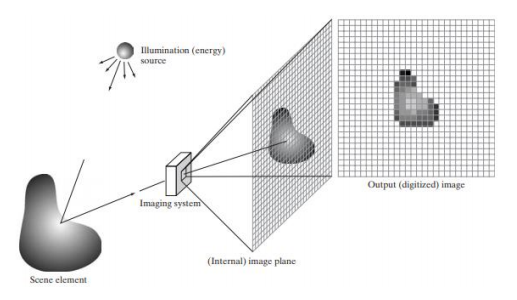 Illumination (energy)
source
Imaging system
Output (digitized) image
(Internal) image plane
Scene element